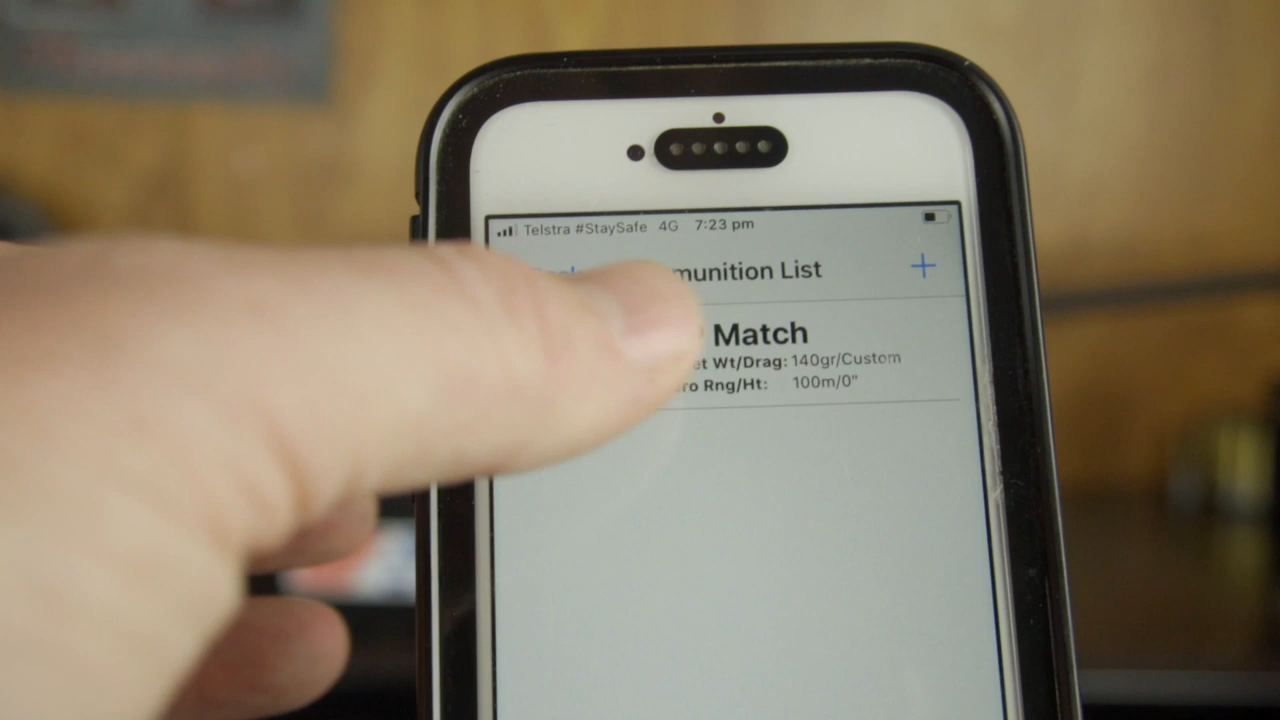 Telstra #StaySafe 4G 7:23 pm
munition List +
Match
et Wt/Drag: 140gr/Custom
ro Rng/Ht: 100m/0"